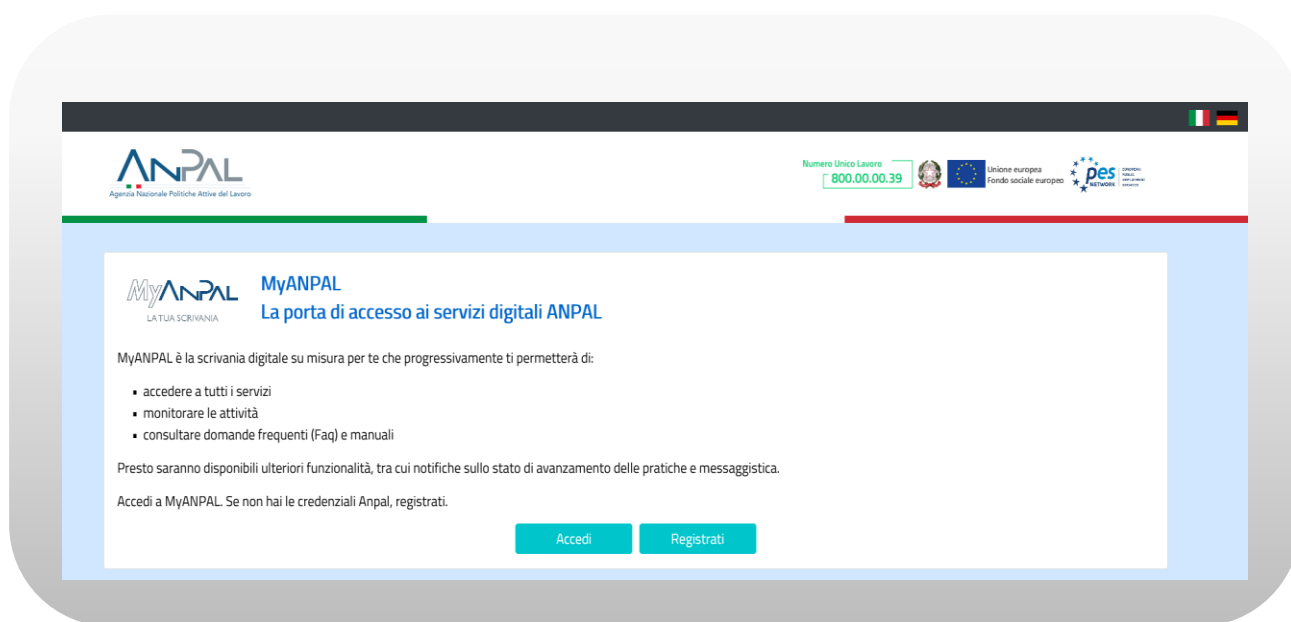 ANPAL
Agenzia Nazionale Politiche Attive del Lavoro
Numero Unico Lavoro
800.00.00.39
Unione europea
Fondo sociale europeo
pes
NETWORK
EUROPEAN
PUBLIC
EMPLOYMENT
SERVICES
MyANPAL
LA TUA SCRIVANIA
MyANPAL
La porta di accesso ai servizi digitali ANPAL
MyANPAL è la scrivania digitale su misura per te che progressivamente ti permetterà di:
▪ accedere a tutti i servizi
▪ monitorare le attività
▪ consultare domande frequenti (Faq) e manuali
Presto saranno disponibili ulteriori funzionalità, tra cui notifiche sullo stato di avanzamento delle pratiche e messaggistica.
Accedi a MyANPAL. Se non hai le credenziali Anpal, registrati.
Accedi
Registrati